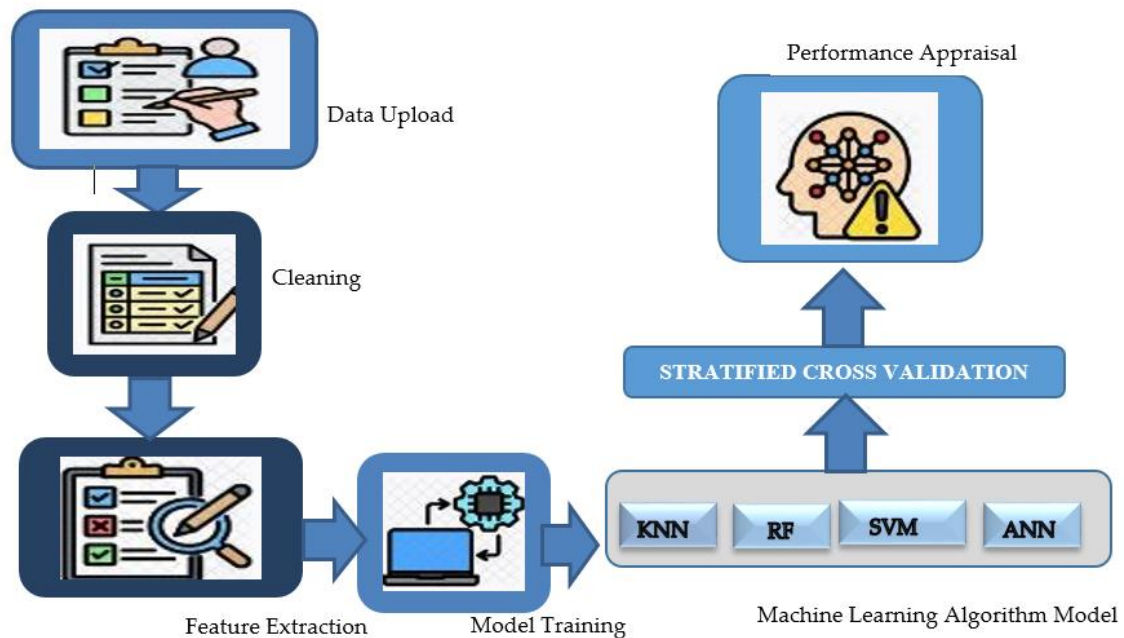 Data Upload
Cleaning
Feature Extraction
Model Training
KNN
RF
SVM
ANN
Machine Learning Algorithm Model
STRATIFIED CROSS VALIDATION
Performance Appraisal